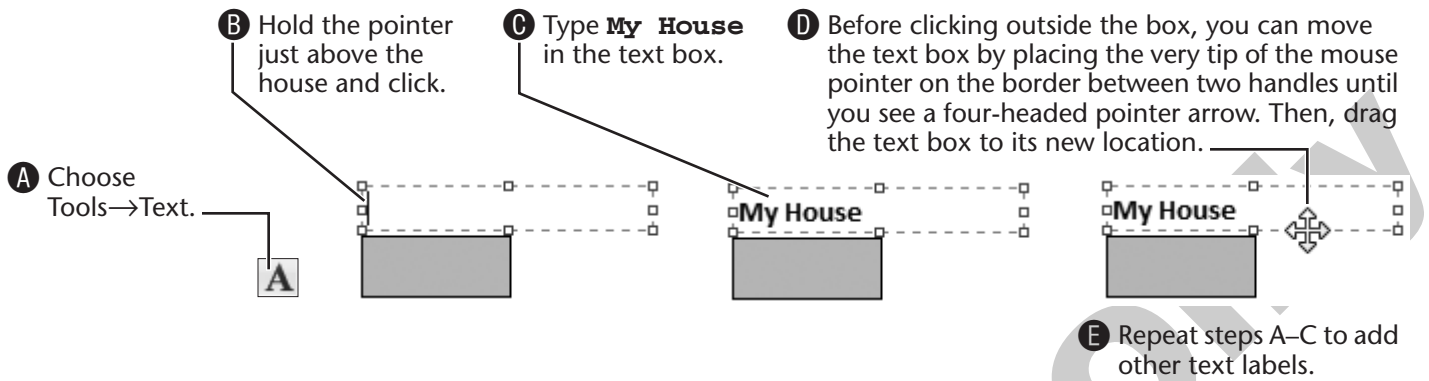 B Hold the pointer
just above the
house and click.
C Type My House
in the text box.
D Before clicking outside the box, you can move
the text box by placing the very tip of the mouse
pointer on the border between two handles until
you see a four-headed pointer arrow. Then, drag
the text box to its new location.
A Choose
Tools→Text.
A
My House
My House
E Repeat steps A–C to add
other text labels.